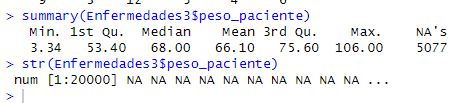 > summary(Enfermedades3$peso_paciente)
Min. 1st Qu. Median Mean 3rd Qu. Max. NA's
3.34 53.40 68.00 66.10 75.60 106.00 5077
> str(Enfermedades3$peso_paciente)
num [1:20000] NA NA NA NA NA NA NA NA NA NA ...
>